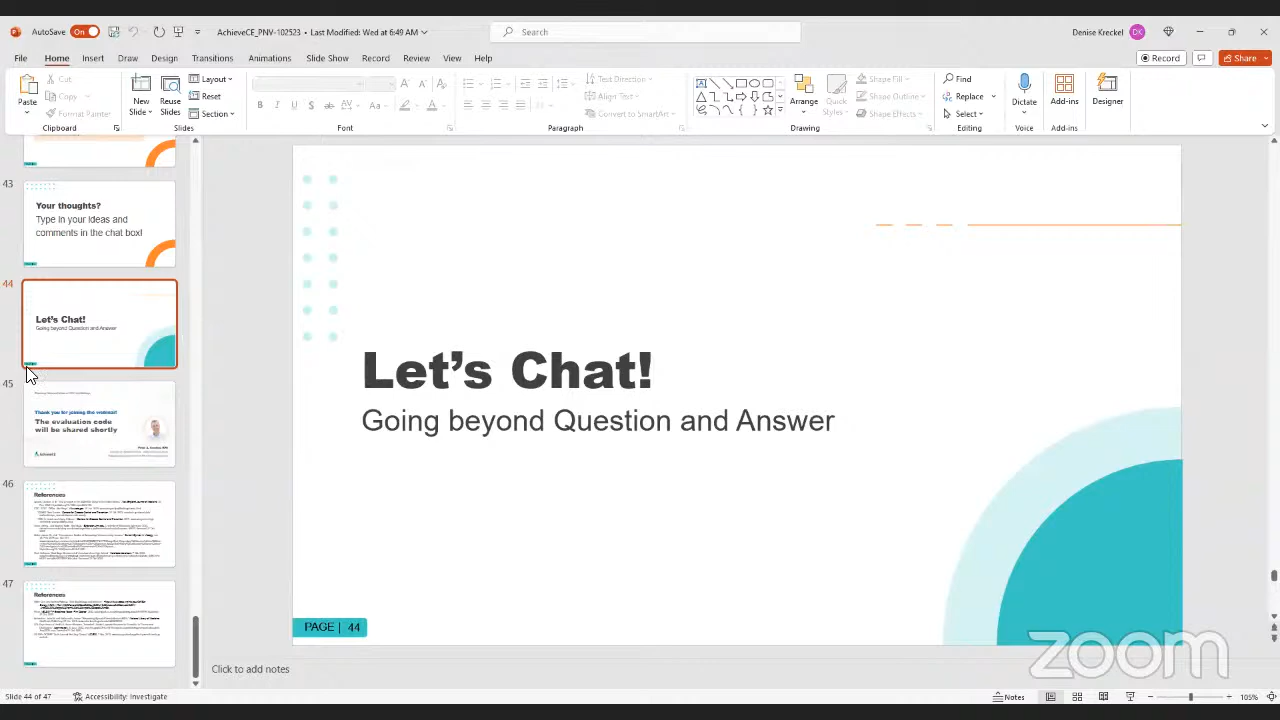 AutoSave On AchieveCE_PNV-102523 • Last Modified: Wed at 6:49 AM Search Denise Kreckel DK
File Home Insert Draw Design Transitions Animations Slide Show Record Review View Help Record Share
Paste Cut Copy Format Painter Clipboard
New Slide Reuse Slides Layout Reset Section Slides
Font
Text Direction Align Text Convert to SmartArt Paragraph
Arrange Quick Styles Shape Fill Shape Outline Shape Effects Drawing
Find Replace Select Editing
Dictate Voice
Add-ins Add-ins
Designer
43
Your thoughts?
Type in your ideas and
comments in the chat box!
44
Let's Chat!
Going beyond Question and Answer
45
Thank you for joining the webinar!
The evaluation code
will be shared shortly
46
References
47
References
Let's Chat!
Going beyond Question and Answer
PAGE | 44
zoom
Click to add notes
Slide 44 of 47 Accessibility: Investigate Notes 105%